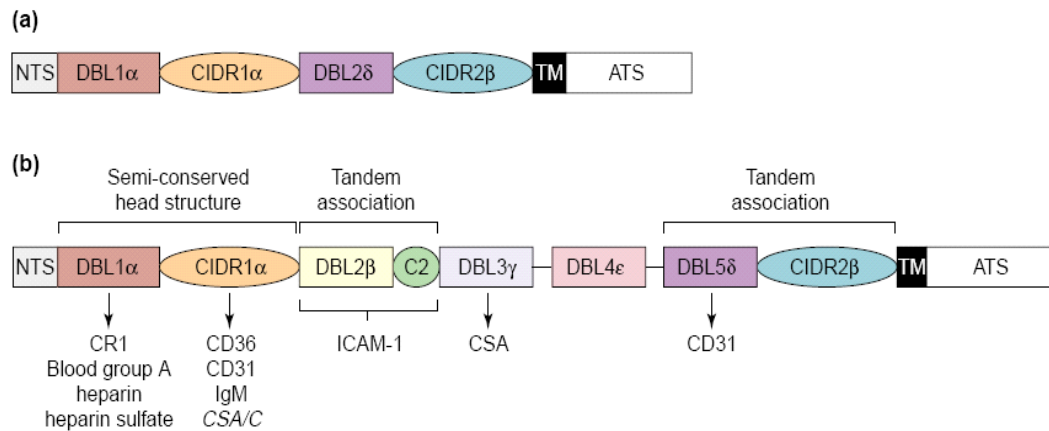 (a)
NTS DBL1α CIDR1α DBL2δ CIDR2β TM ATS
(b)
Semi-conserved head structure
Tandem association
Tandem association
NTS DBL1α CIDR1α DBL2β C2 DBL3γ DBL4ε DBL5δ CIDR2β TM ATS
CR1
Blood group A
heparin
heparin sulfate
CD36
CD31
IgM
CSA/C
ICAM-1
CSA
CD31